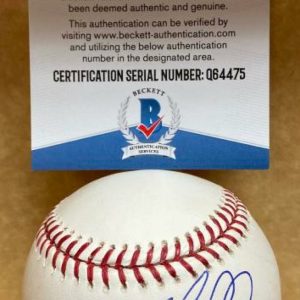 been deemed authentic and genuine.
This authentication can be verified by
visiting www.beckett-authentication.com
and utilizing the below authentication
number in the designated area.
CERTIFICATION SERIAL NUMBER: Q64475
BECKETT
B
AUTHENTICATION
SERVICES